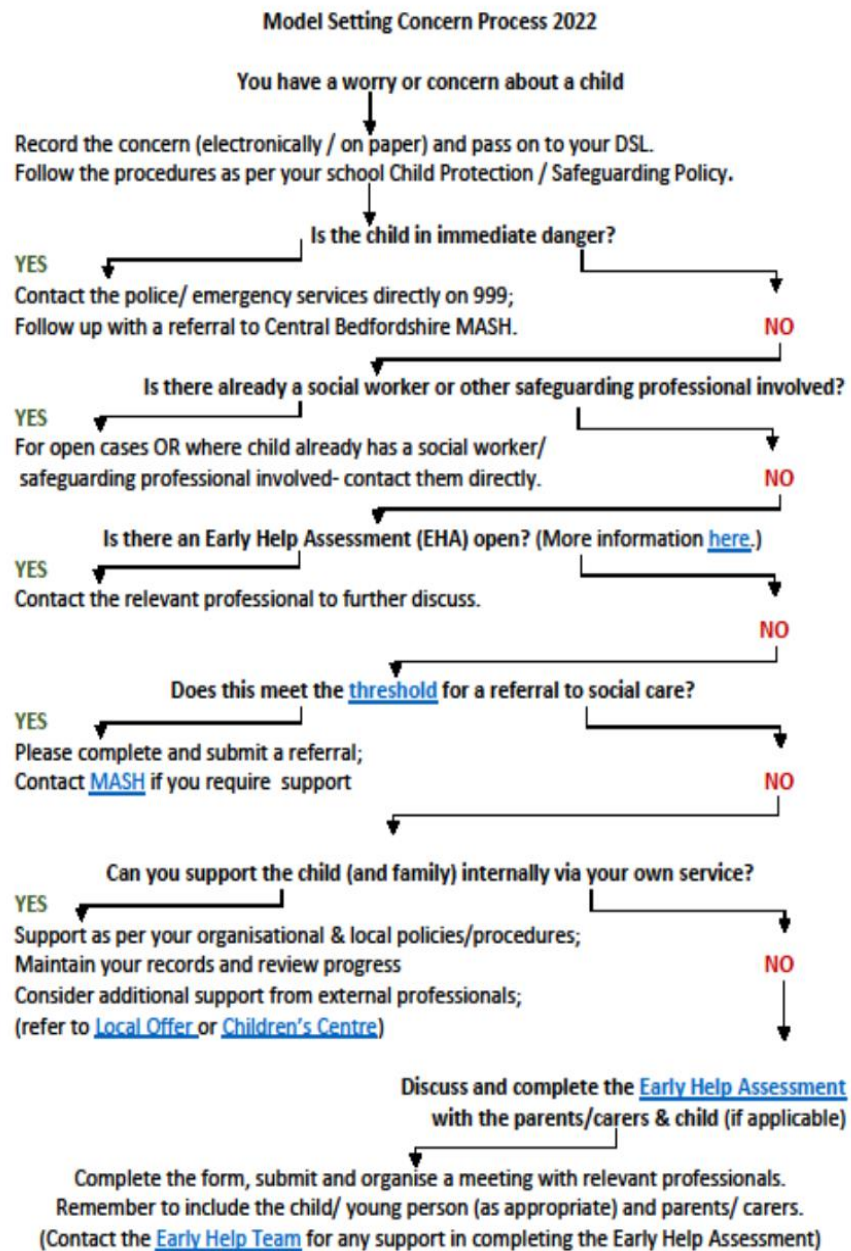 Model Setting Concern Process 2022
You have a worry or concern about a child
Record the concern (electronically / on paper) and pass on to your DSL.
Follow the procedures as per your school Child Protection / Safeguarding Policy.
Is the child in immediate danger?
YES
Contact the police/ emergency services directly on 999;
Follow up with a referral to Central Bedfordshire MASH.
NO
Is there already a social worker or other safeguarding professional involved?
YES
For open cases OR where child already has a social worker/
safeguarding professional involved- contact them directly.
NO
Is there an Early Help Assessment (EHA) open? (More information here.)
YES
Contact the relevant professional to further discuss.
NO
Does this meet the threshold for a referral to social care?
YES
Please complete and submit a referral;
Contact MASH if you require support
NO
Can you support the child (and family) internally via your own service?
YES
Support as per your organisational & local policies/procedures;
Maintain your records and review progress
NO
Consider additional support from external professionals;
(refer to Local Offer or Children's Centre)
Discuss and complete the Early Help Assessment
with the parents/carers & child (if applicable)
Complete the form, submit and organise a meeting with relevant professionals.
Remember to include the child/ young person (as appropriate) and parents/ carers.
(Contact the Early Help Team for any support in completing the Early Help Assessment)